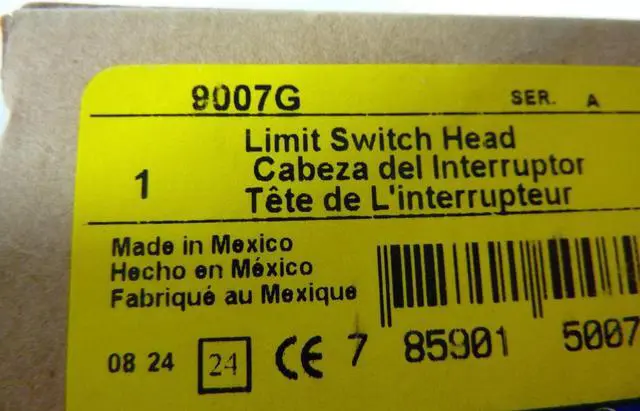 9007G SER. A
1 Limit Switch Head
Cabeza del Interruptor
Tête de L'interrupteur
Made in Mexico
Hecho en México
Fabriqué au Mexique
08 24 24 CE 7 85901 5007